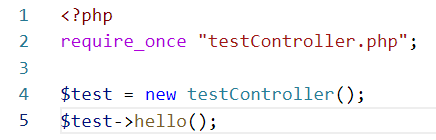 1 <?php
2 require_once "testController.php";
3
4 $test = new testController();
5 $test->hello();